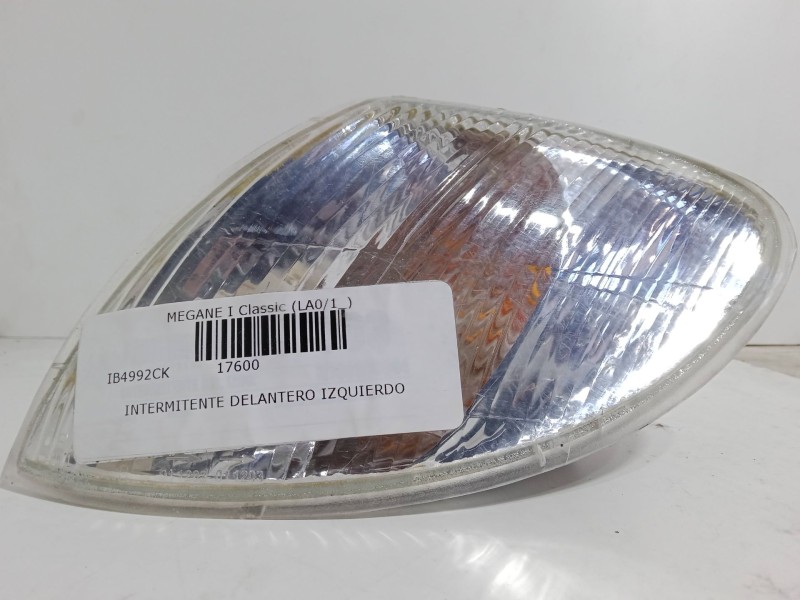 MEGANE I Classic (LA0/1_)
IB4992CK
17600
INTERMITENTE DELANTERO IZQUIERDO